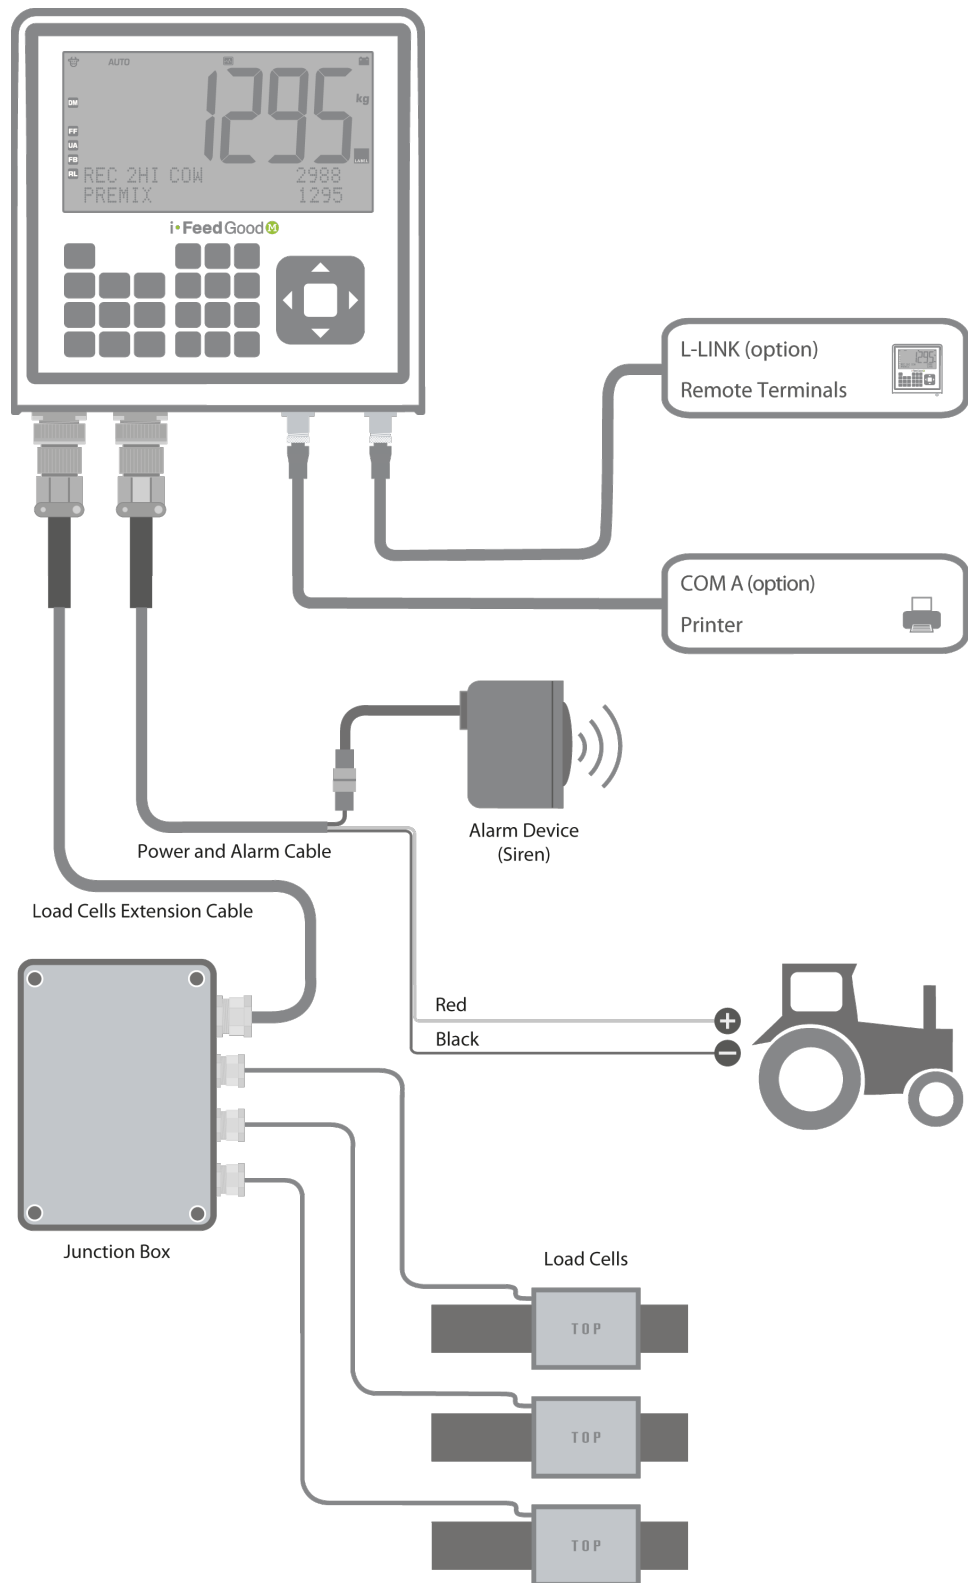 AUTO
1295
kg
DM
FF
UA
FB
RL
LABEL
REC 2HI COW 2988
PREMIX 1295
i•FeedGood M
L-LINK (option)
Remote Terminals
1295
COM A (option)
Printer
Alarm Device
(Siren)
Power and Alarm Cable
Load Cells Extension Cable
Red
+
Black
−
Junction Box
Load Cells
TOP
TOP
TOP